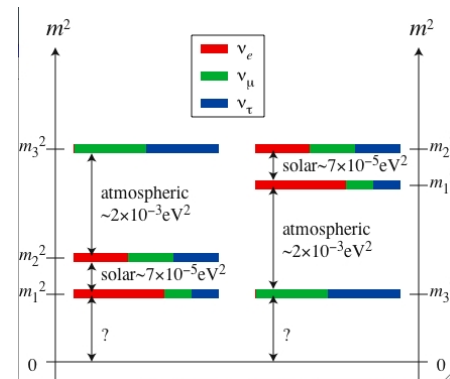 m² m²
νe
νμ
ντ
m₃² m₂
solar~7×10⁻⁵eV²
m₁
atmospheric
~2×10⁻³eV²
atmospheric
~2×10⁻³eV²
m₂²
solar~7×10⁻⁵eV²
m₁² m₃
? ?
0 0